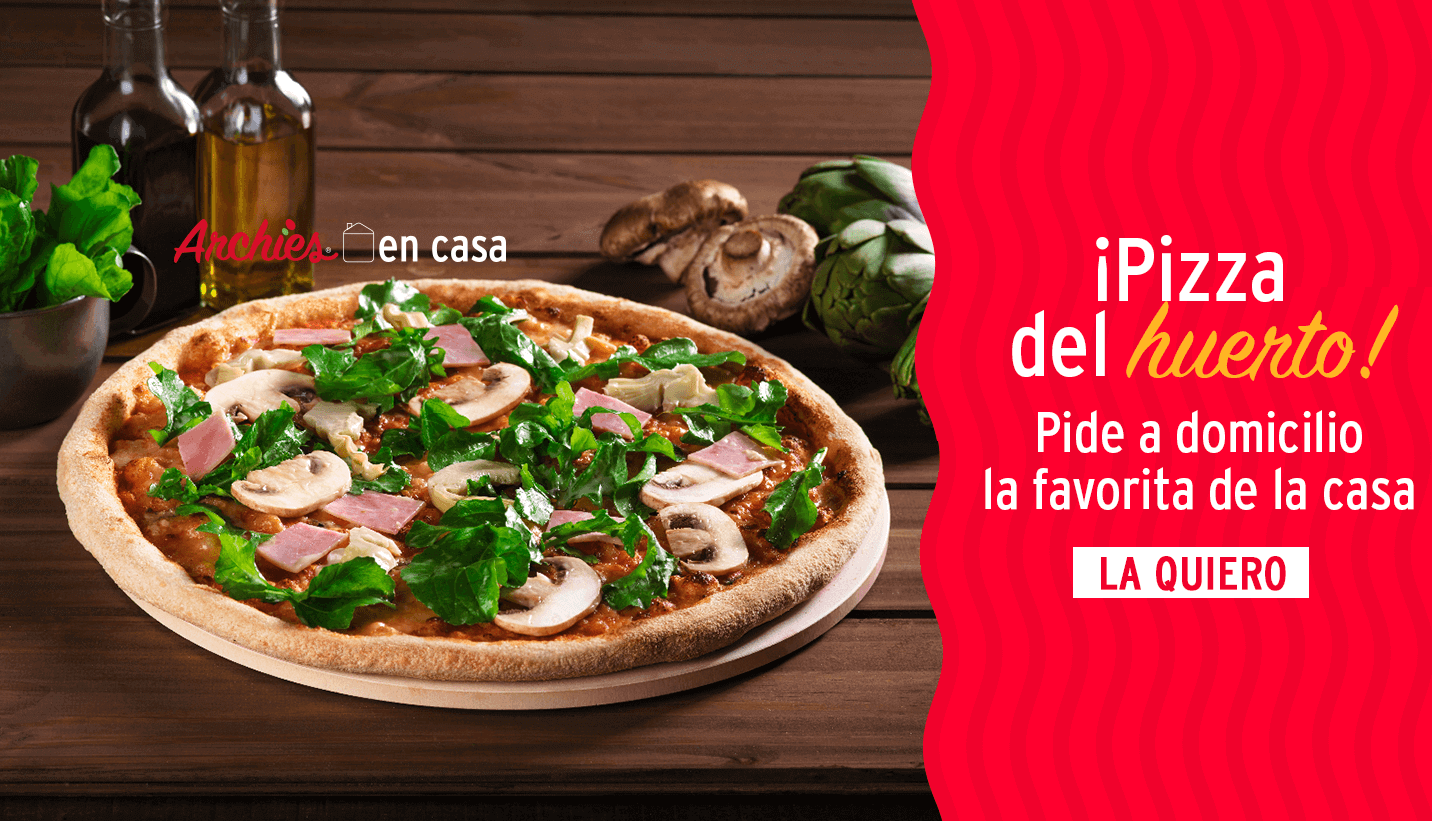 Archies® en casa
¡Pizza
del huerto!
Pide a domicilio
la favorita de la casa
LA QUIERO